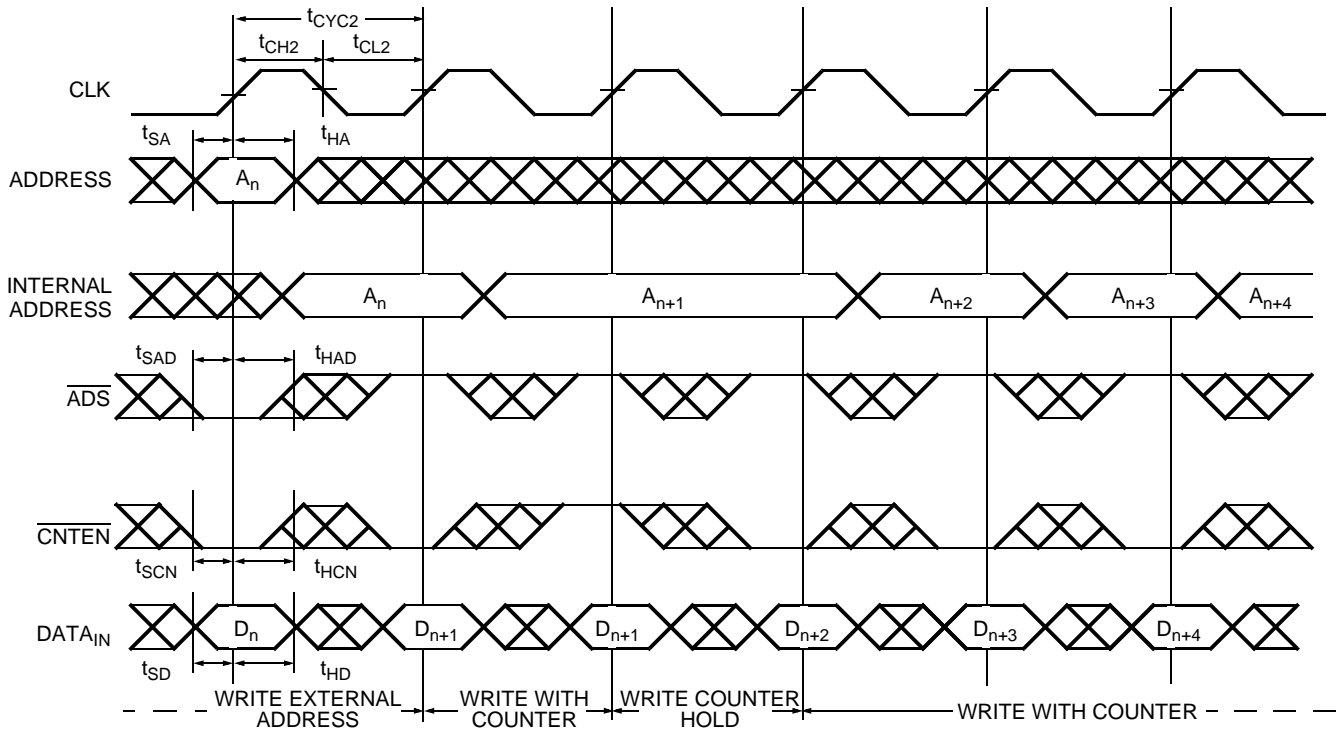 tCYC2
tCH2 tCL2
CLK
tSA tHA
ADDRESS An
INTERNAL
ADDRESS
An An+1 An+2 An+3 An+4
tSAD tHAD
ADS
CNTEN
tSCN tHCN
DATAIN Dn Dn+1 Dn+1 Dn+2 Dn+3 Dn+4
tSD tHD
WRITE EXTERNAL
ADDRESS
WRITE WITH
COUNTER
WRITE COUNTER
HOLD
WRITE WITH COUNTER